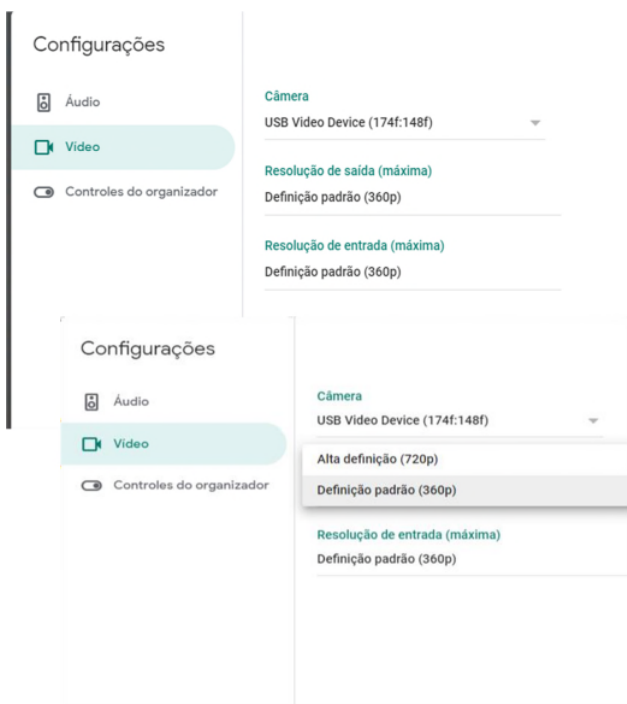 Configurações
Áudio
Vídeo
Controles do organizador
Câmera
USB Video Device (174f:148f)
Resolução de saída (máxima)
Definição padrão (360p)
Resolução de entrada (máxima)
Definição padrão (360p)
Configurações
Áudio
Vídeo
Controles do organizador
Câmera
USB Video Device (174f:148f)
Alta definição (720p)
Definição padrão (360p)
Resolução de entrada (máxima)
Definição padrão (360p)